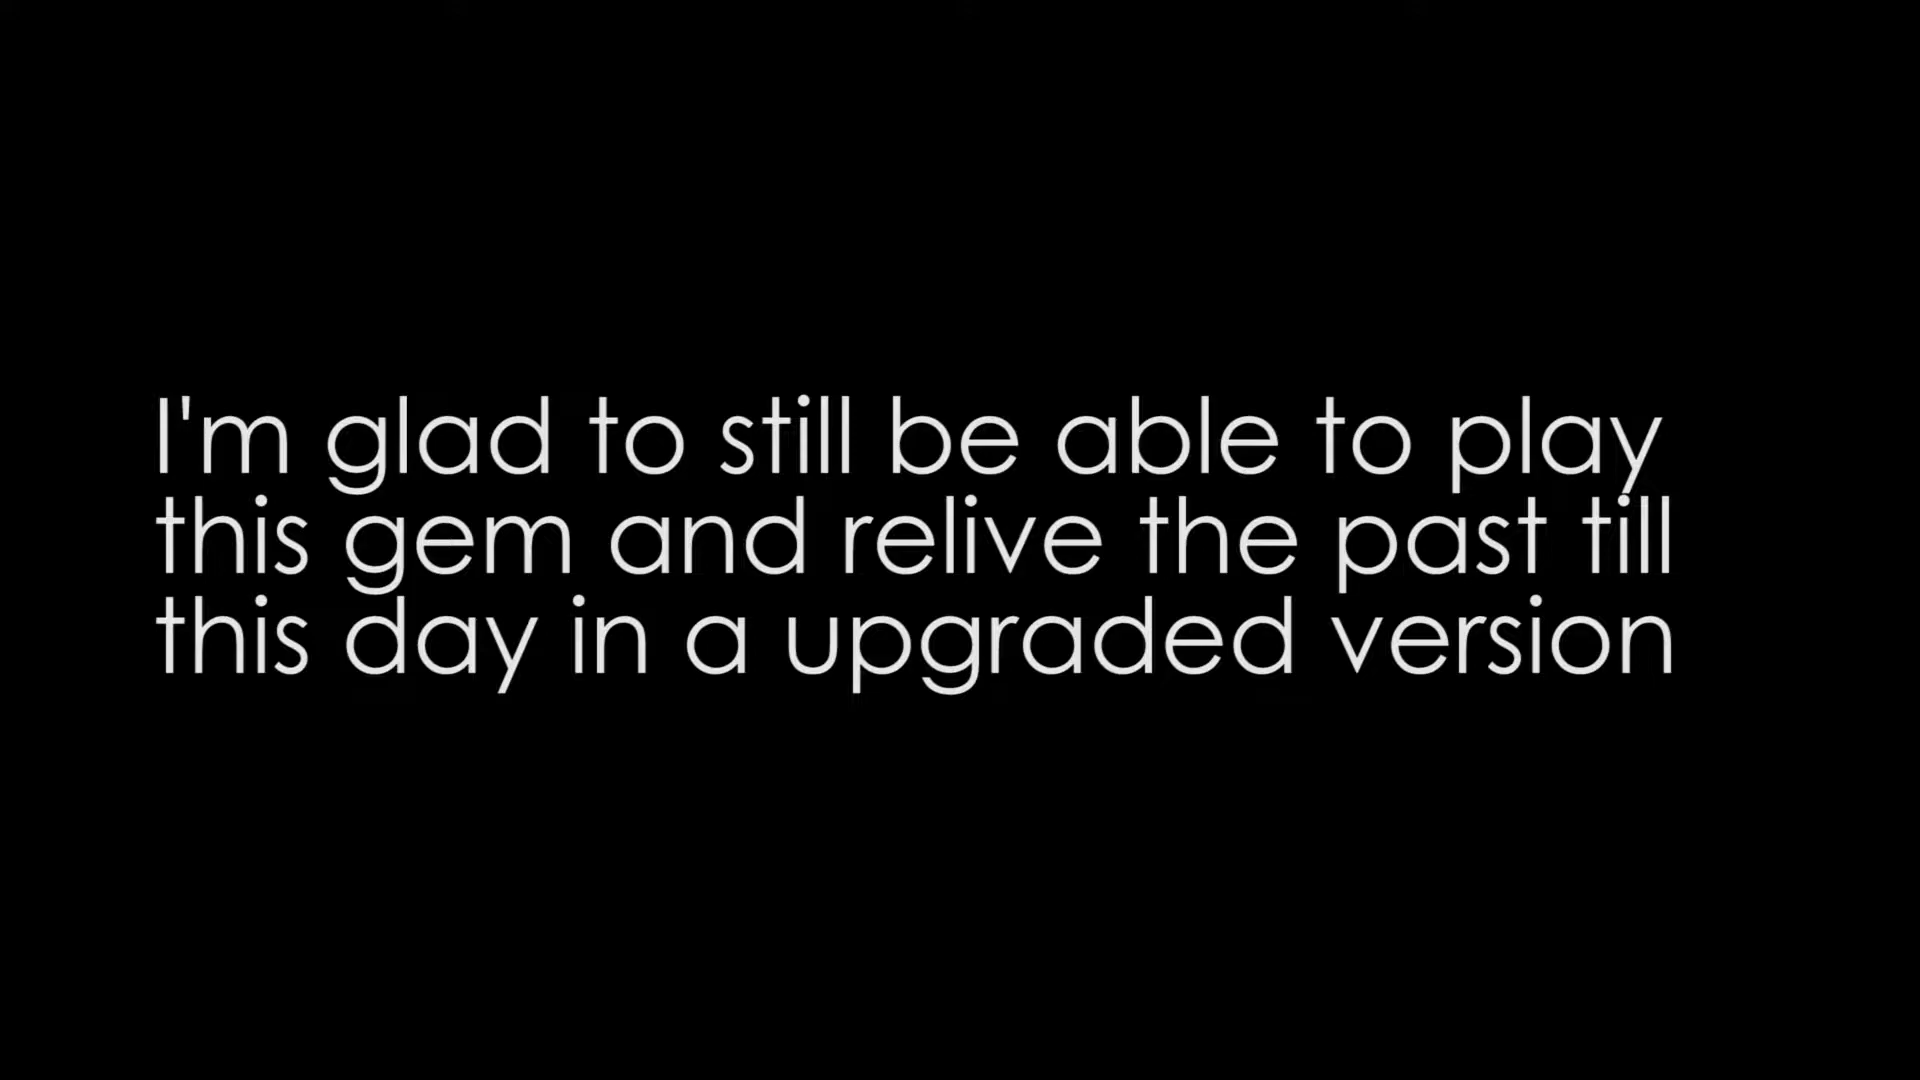 I'm glad to still be able to play
this gem and relive the past till
this day in a upgraded version